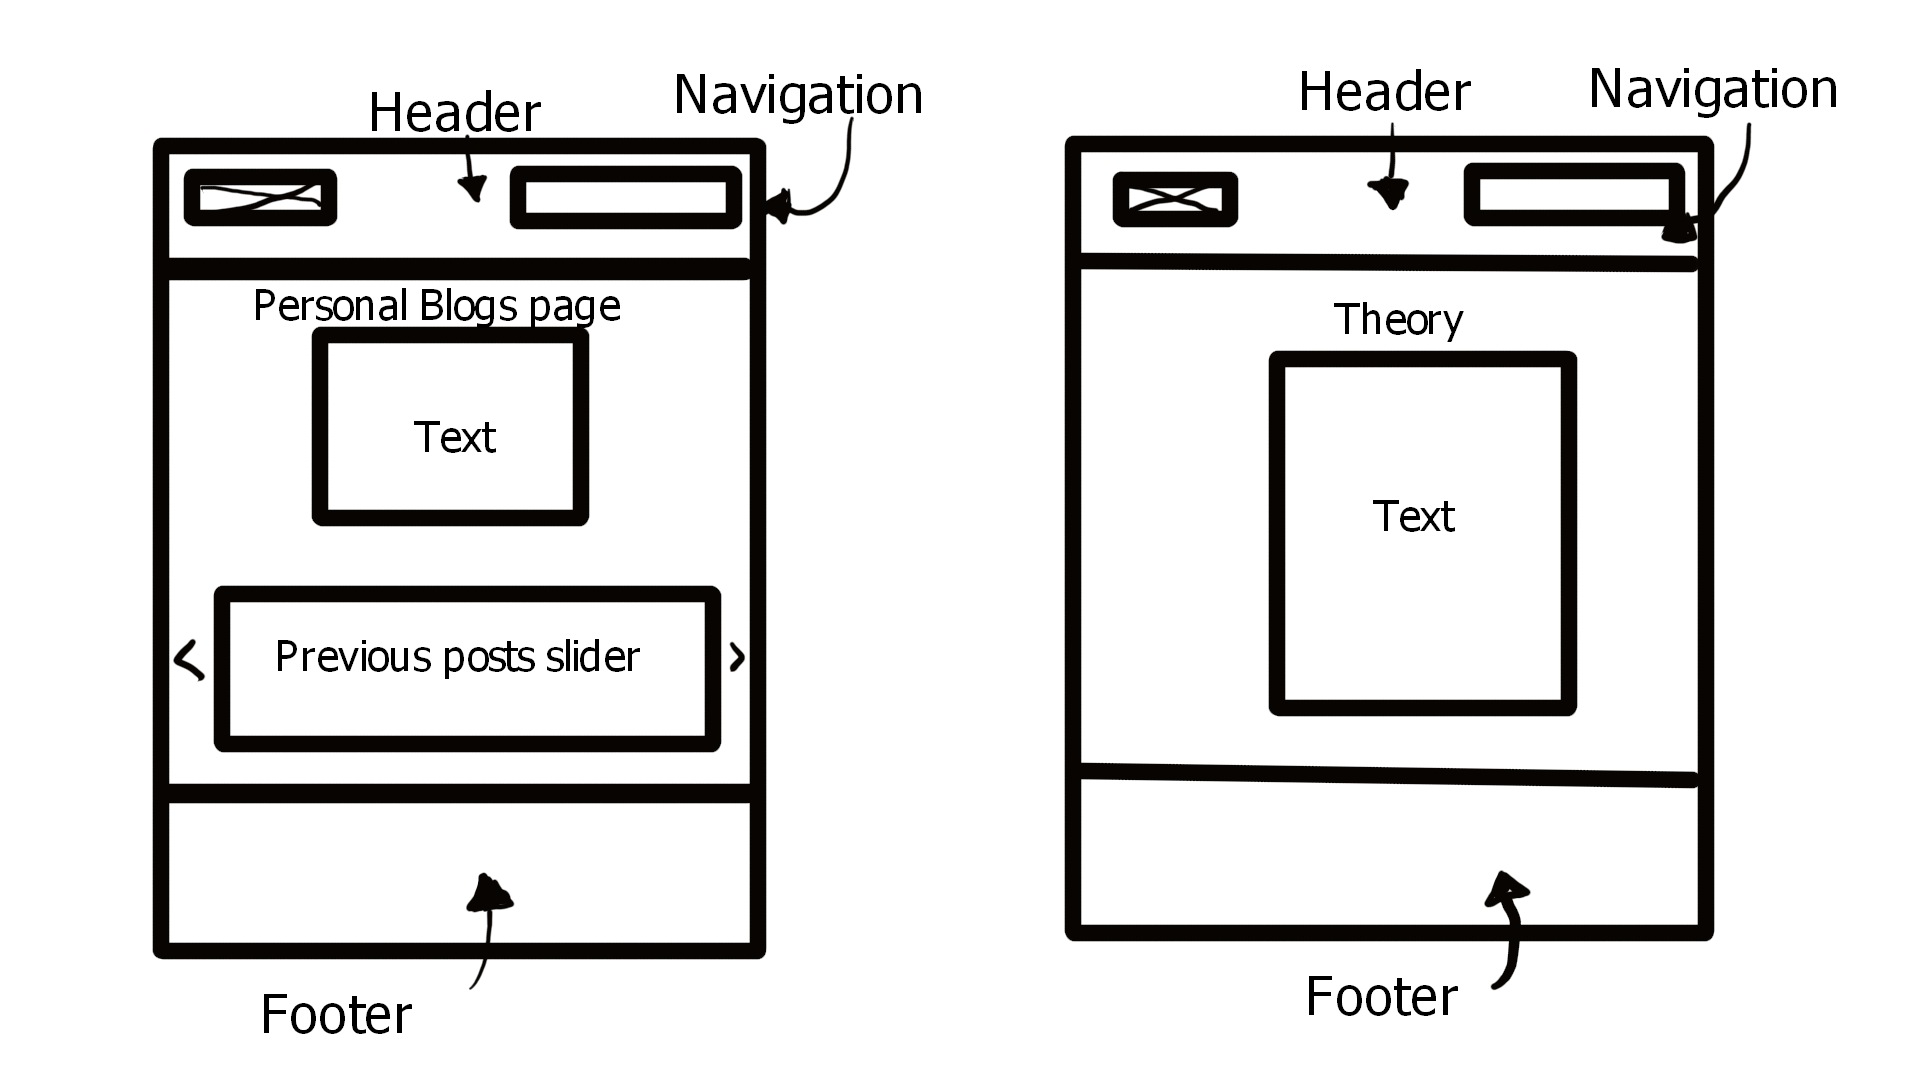 Header
Navigation
Personal Blogs page
Text
<
Previous posts slider
>
Footer
Header
Navigation
Theory
Text
Footer